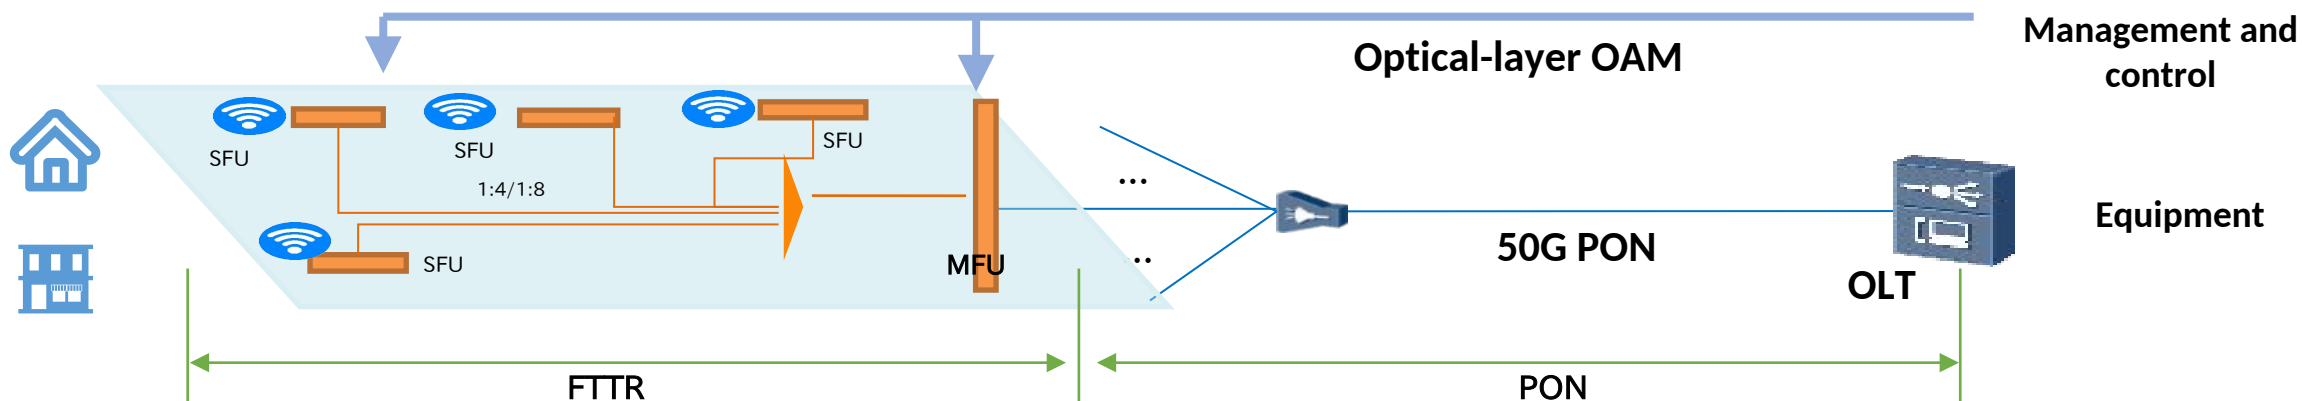 Management and
control
Optical-layer OAM
SFU
SFU
SFU
1:4/1:8
...
Equipment
50G PON
SFU
MFU
...
OLT
FTTR
PON